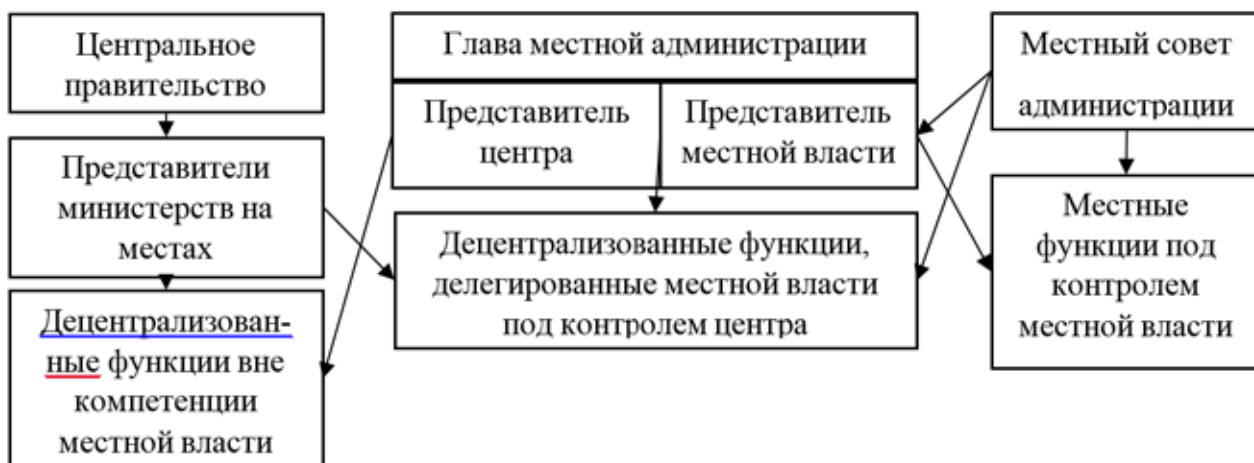 Центральное
правительство
Представители
министерств на
местах
Децентрализован-
ные функции вне
компетенции
местной власти
Глава местной администрации
Представитель
центра
Представитель
местной власти
Децентрализованные функции,
делегированные местной власти
под контролем центра
Местный совет
администрации
Местные
функции под
контролем
местной власти